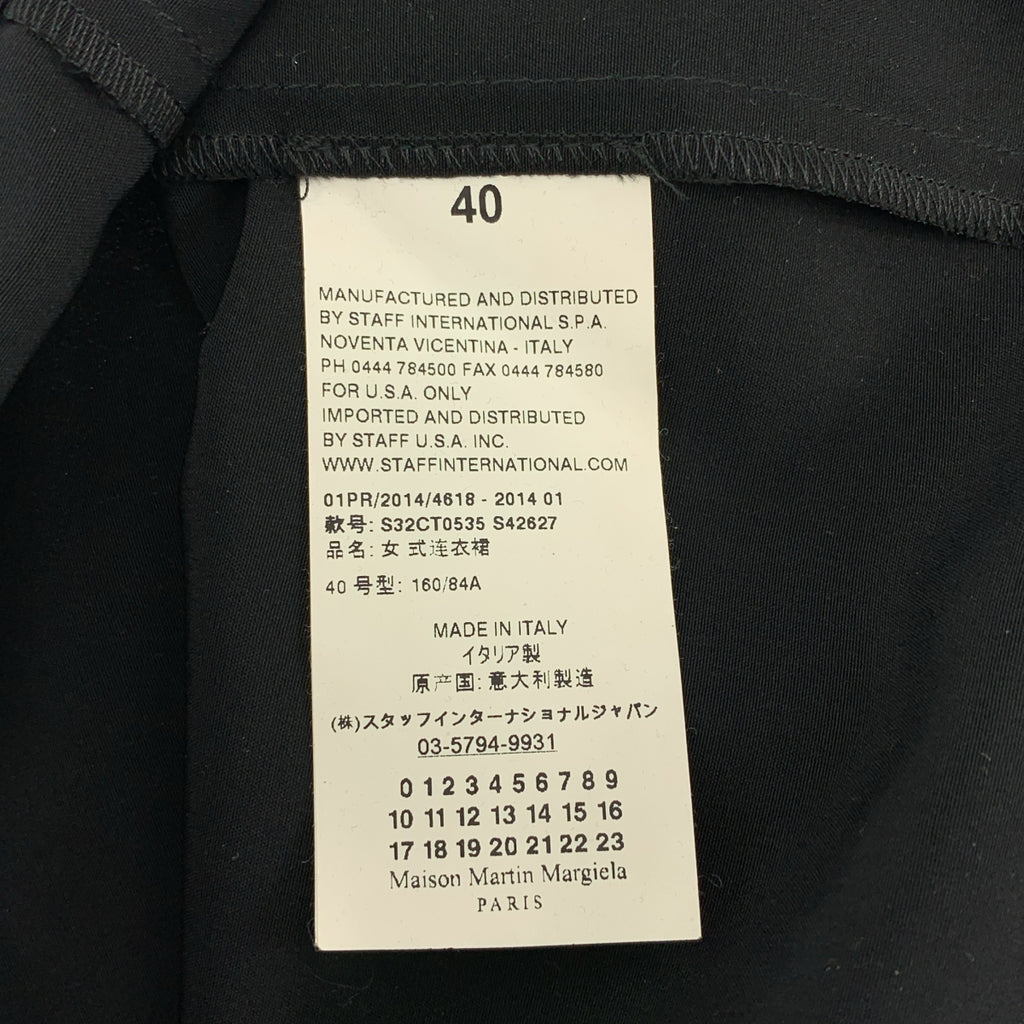 40
MANUFACTURED AND DISTRIBUTED
BY STAFF INTERNATIONAL S.P.A.
NOVENTA VICENTINA - ITALY
PH 0444 784500 FAX 0444 784580
FOR U.S.A. ONLY
IMPORTED AND DISTRIBUTED
BY STAFF U.S.A. INC.
WWW.STAFFINTERNATIONAL.COM
01PR/2014/4618 - 2014 01
款号: S32CT0535 S42627
品名: 女 式连衣裙
40 号型: 160/84A
MADE IN ITALY
イタリア製
原产国: 意大利製造
(株)スタッフインターナショナルジャパン
03-5794-9931
0 1 2 3 4 5 6 7 8 9
10 11 12 13 14 15 16
17 18 19 20 21 22 23
Maison Martin Margiela
PARIS